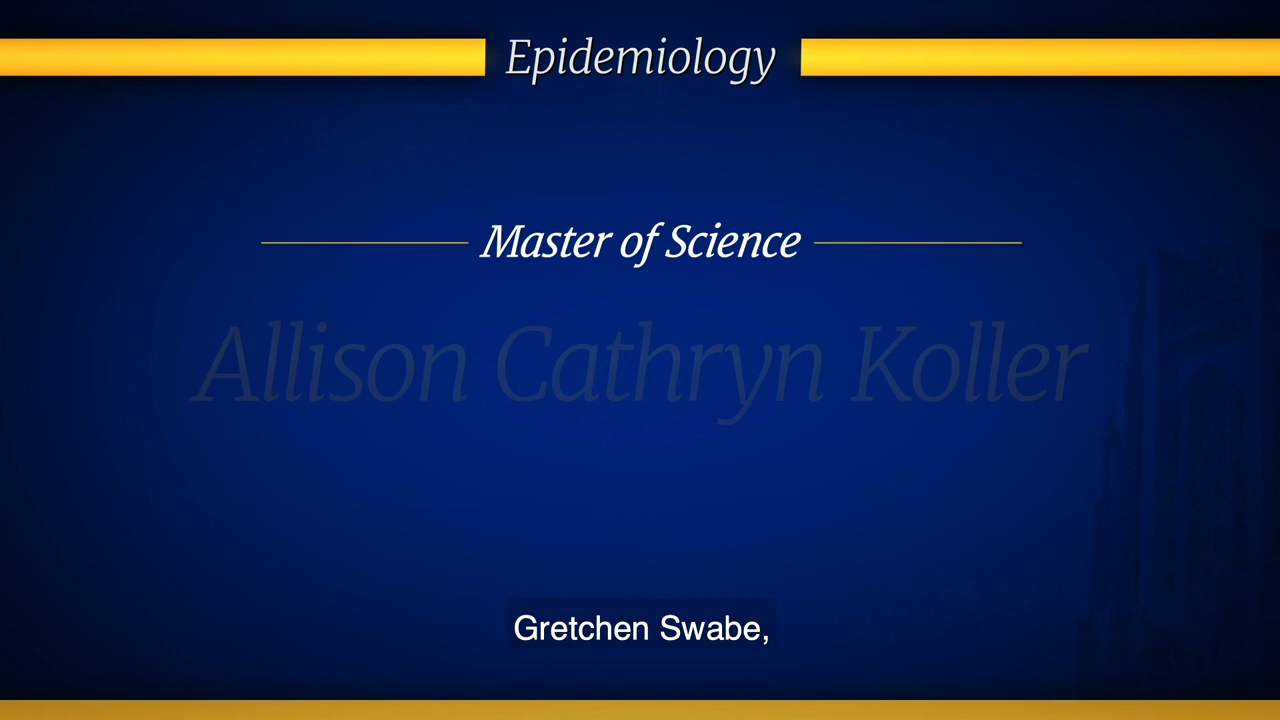 Epidemiology
Master of Science
Allison Cathryn Koller
Gretchen Swabe,